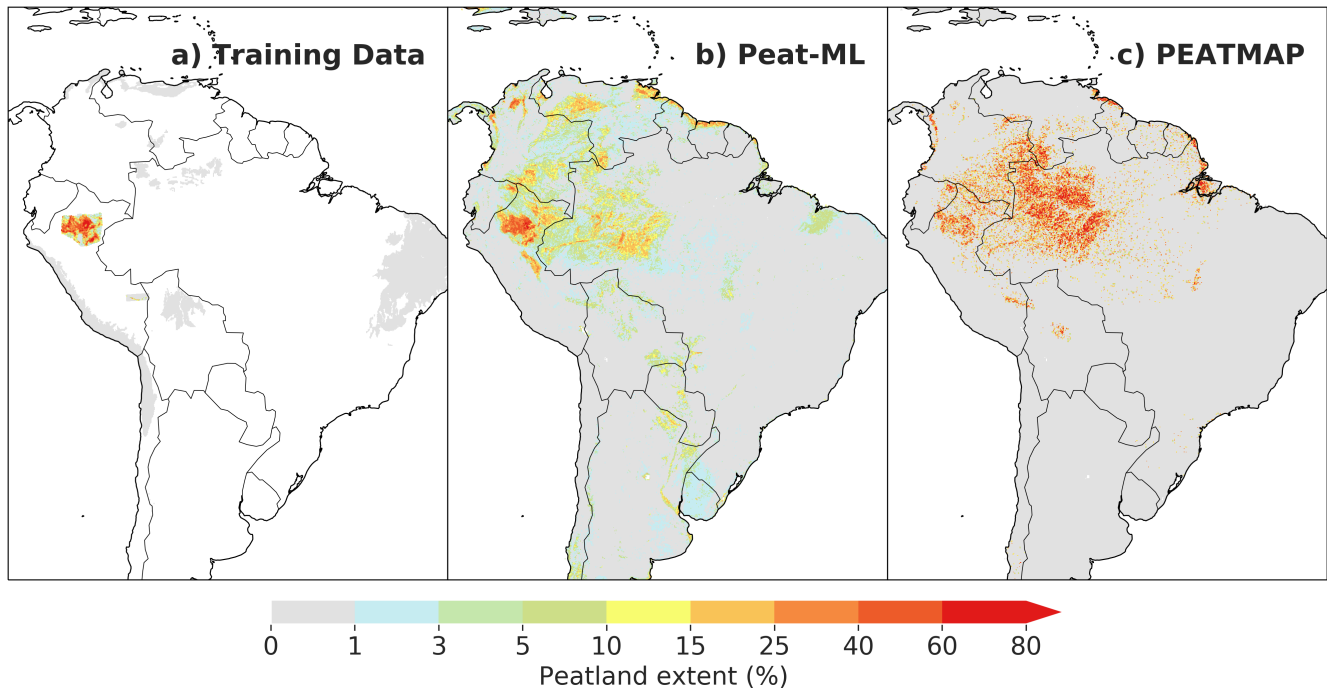 a) Training Data
b) Peat-ML
c) PEATMAP
0 1 3 5 10 15 25 40 60 80
Peatland extent (%)